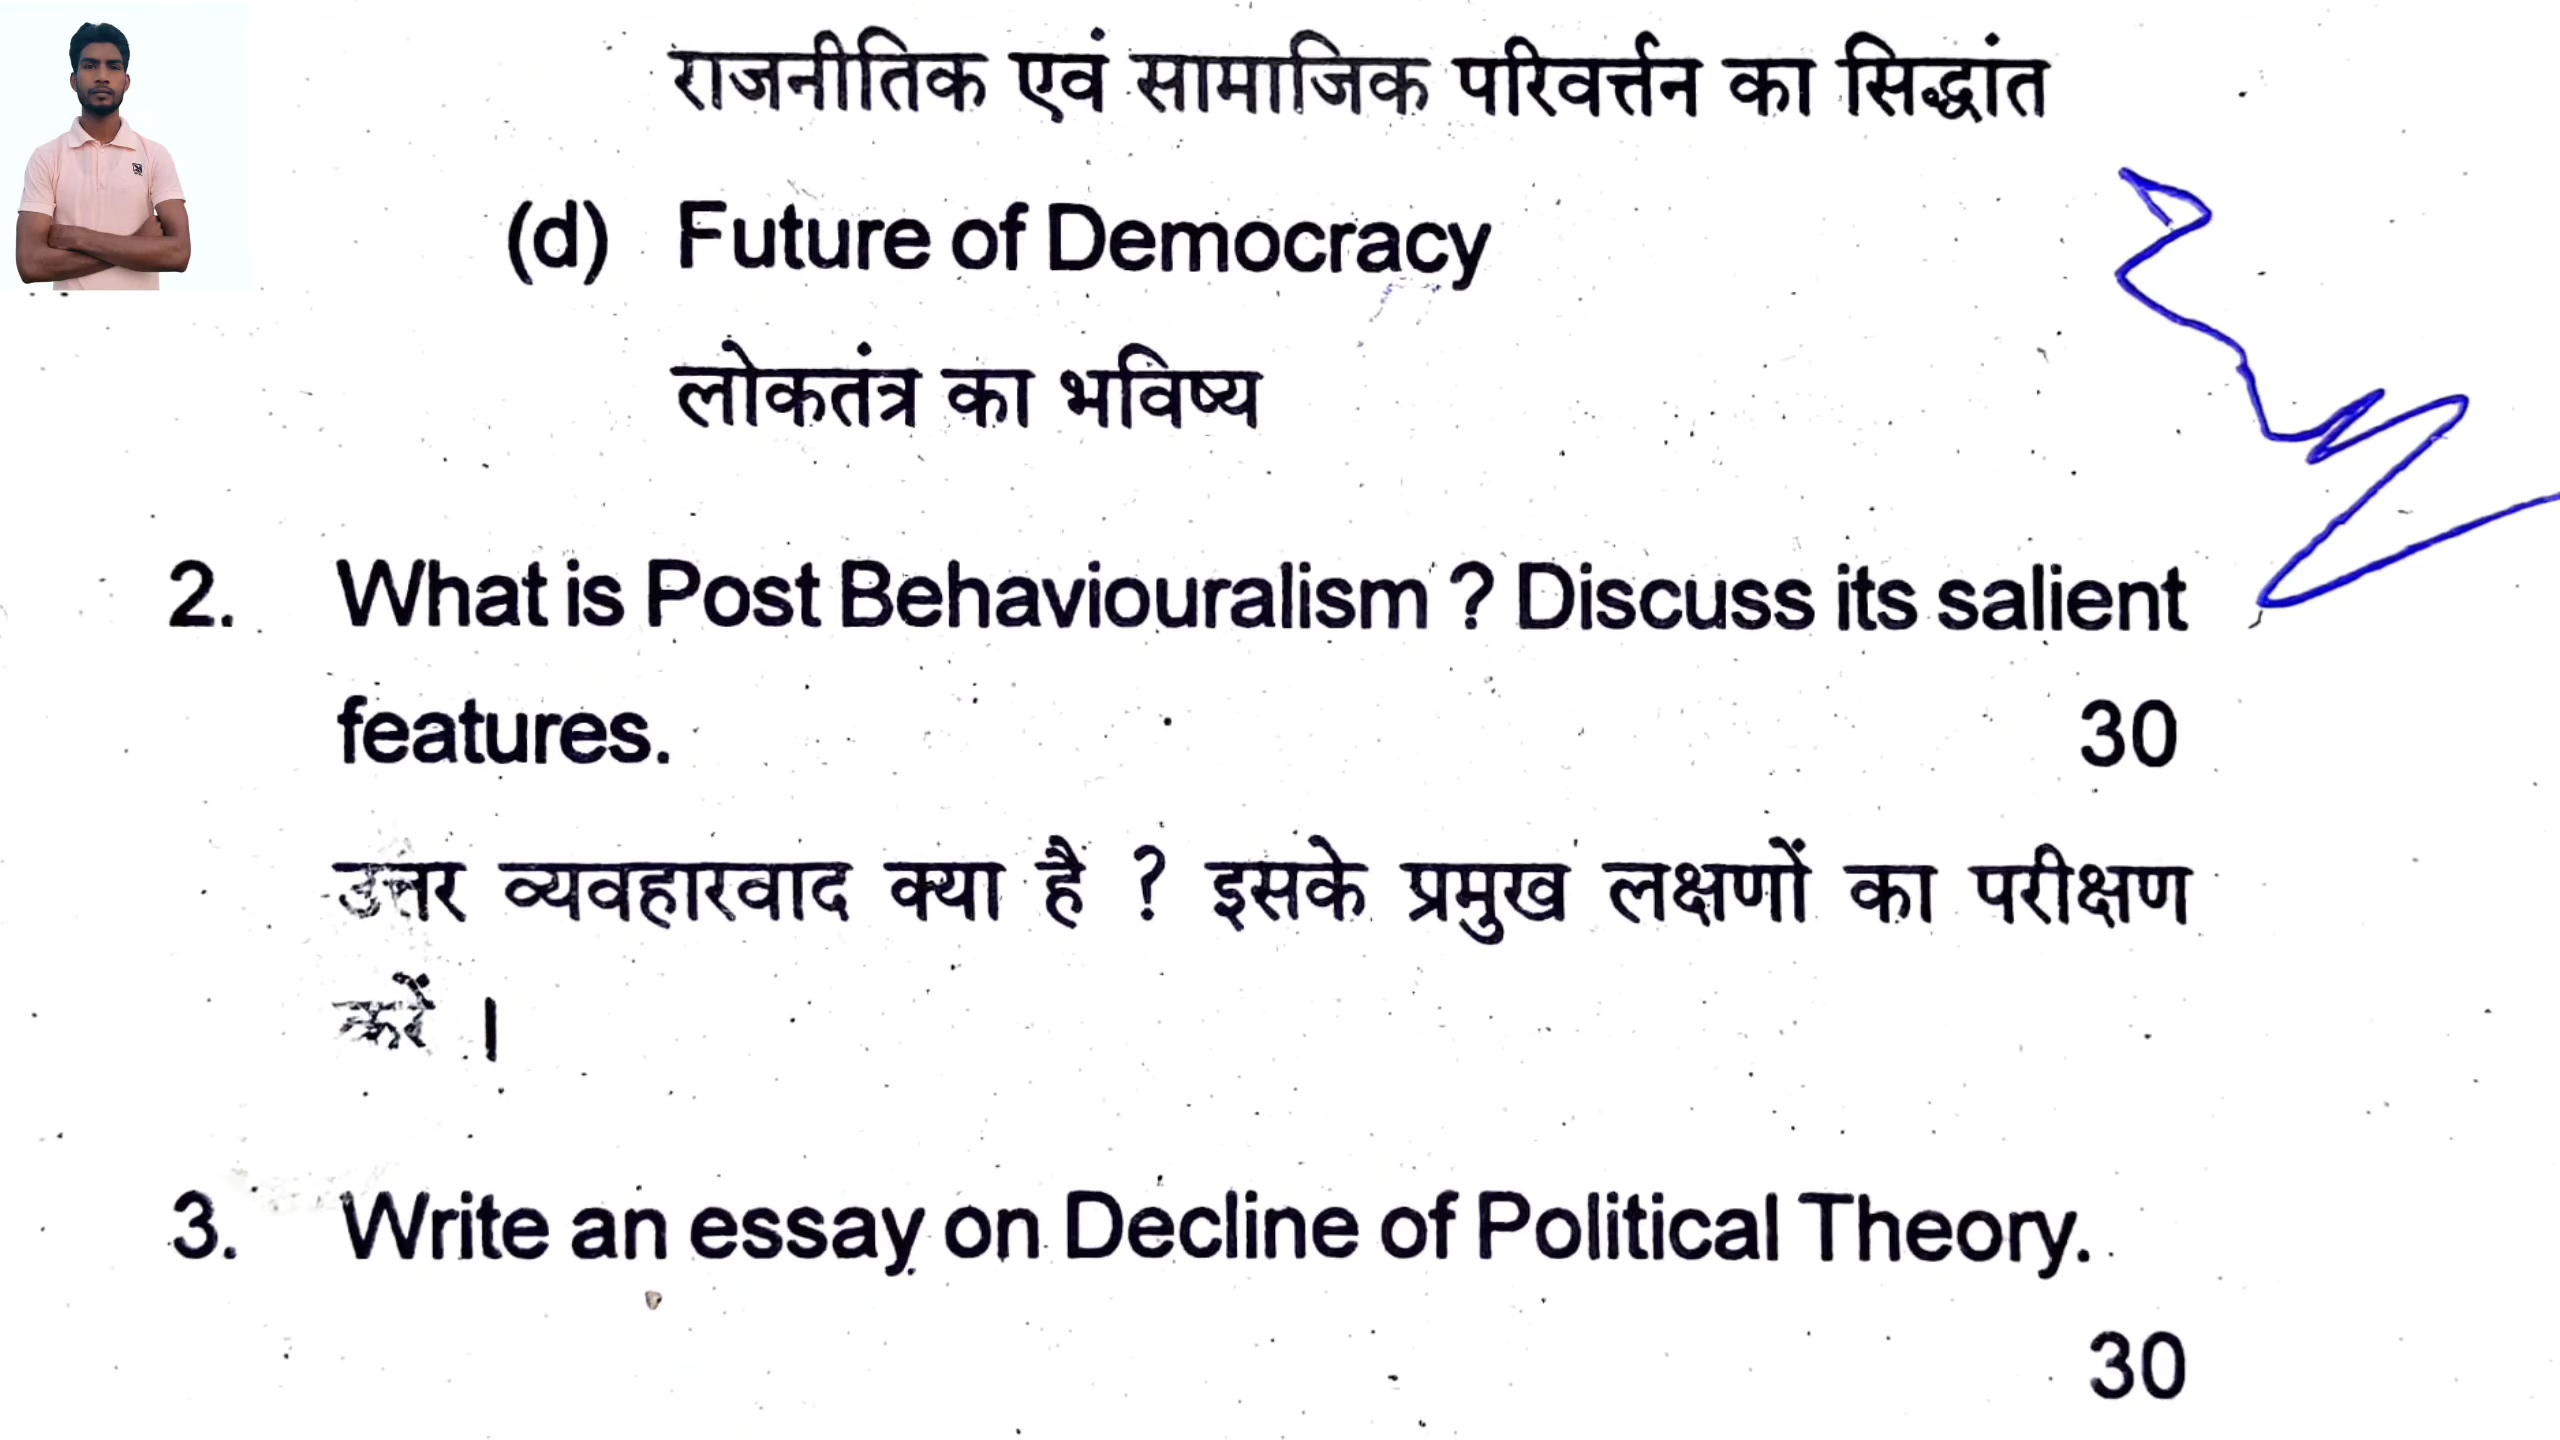 राजनीतिक एवं सामाजिक परिवर्त्तन का सिद्धांत
(d) Future of Democracy
लोकतंत्र का भविष्य
2. What is Post Behaviouralism ? Discuss its salient
features. 30
उत्तर व्यवहारवाद क्या है ? इसके प्रमुख लक्षणों का परीक्षण
करें ।
3. Write an essay on Decline of Political Theory.
30